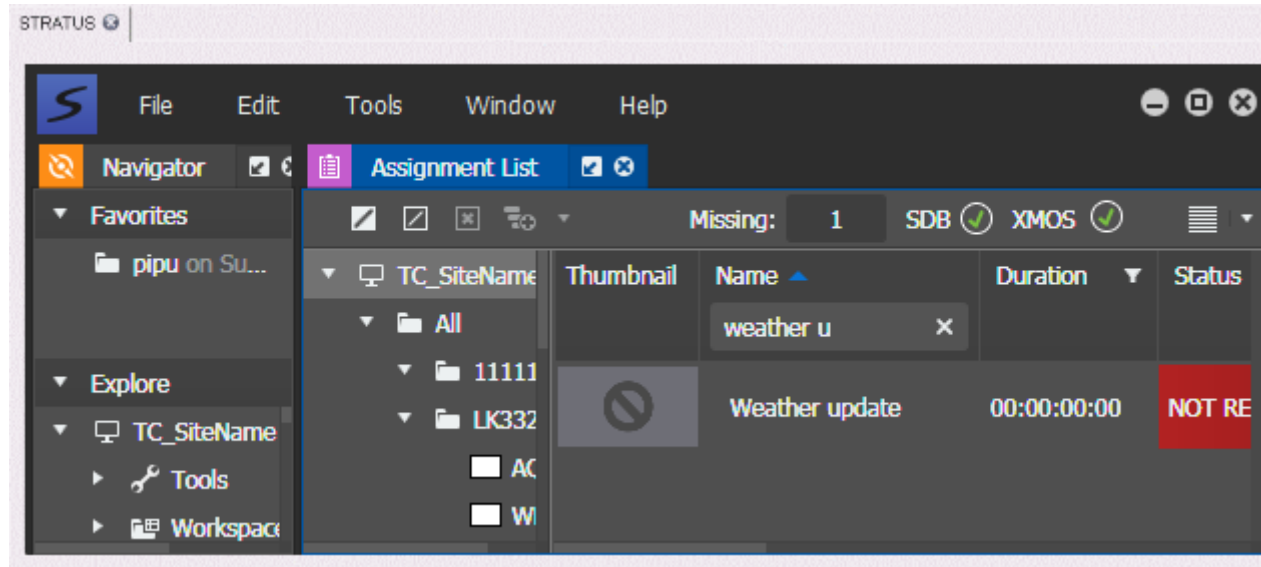 STRATUS
File Edit Tools Window Help
Navigator Assignment List
Favorites Missing: 1 SDB XMOS
pipu on Su... TC_SiteName Thumbnail Name Duration Status
All weather u
Explore 11111
TC_SiteName LK332 Weather update 00:00:00:00 NOT RE
Tools AC
Workspace W